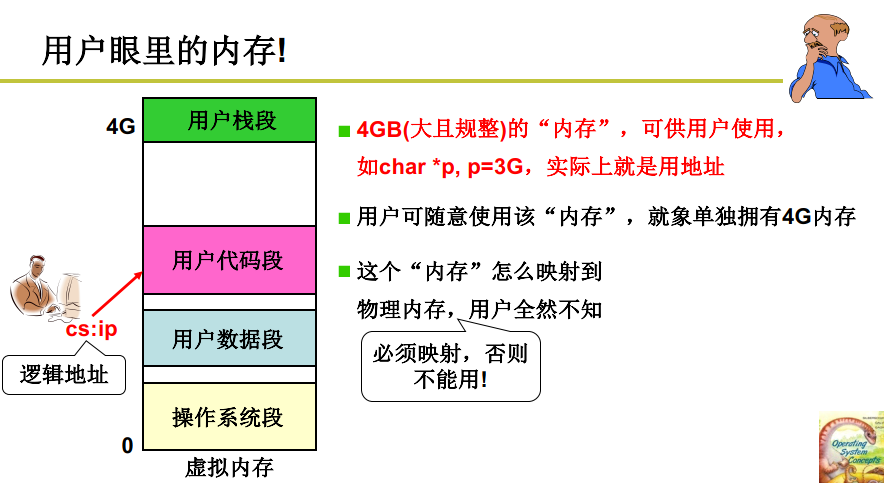 用户眼里的内存!
4G
用户栈段
用户代码段
cs:ip
逻辑地址
用户数据段
操作系统段
0
虚拟内存
4GB(大且规整)的“内存”，可供用户使用，
如char *p, p=3G，实际上就是用地址
用户可随意使用该“内存”，就象单独拥有4G内存
这个“内存”怎么映射到
物理内存，用户全然不知
必须映射，否则
不能用!
Operating
System
Concepts